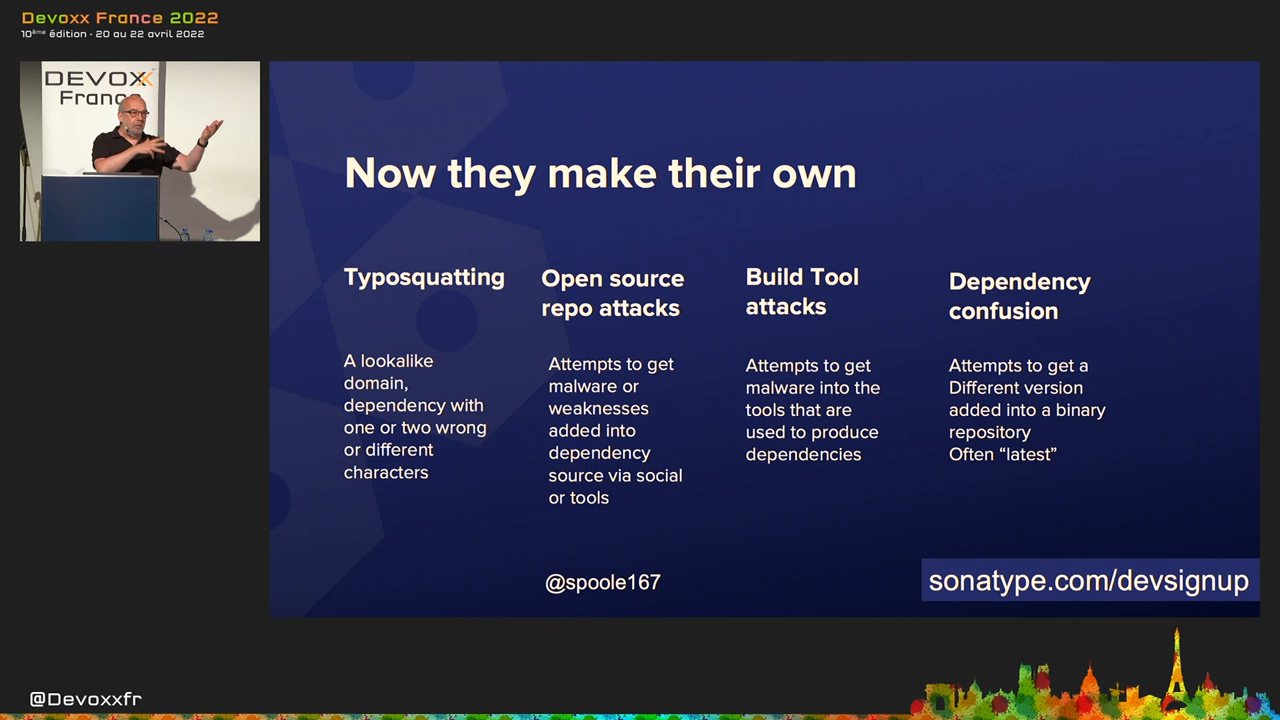 Devoxx France 2022
10ème édition - 20 au 22 avril 2022
DEVOXX
France
Now they make their own
Typosquatting
A lookalike
domain,
dependency with
one or two wrong
or different
characters
Open source
repo attacks
Attempts to get
malware or
weaknesses
added into
dependency
source via social
or tools
Build Tool
attacks
Attempts to get
malware into the
tools that are
used to produce
dependencies
Dependency
confusion
Attempts to get a
Different version
added into a binary
repository
Often “latest”
@spoole167
sonatype.com/devsignup
@Devoxxfr